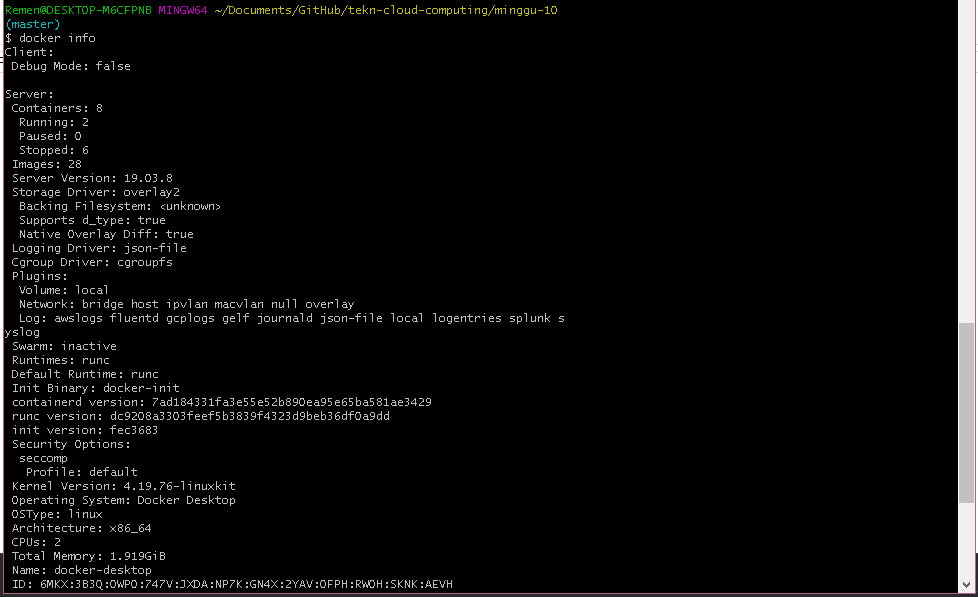 Remen@DESKTOP-M6CFPNB MINGW64 ~/Documents/GitHub/tekn-cloud-computing/minggu-10
(master)
$ docker info
Client:
 Debug Mode: false

Server:
 Containers: 8
  Running: 2
  Paused: 0
  Stopped: 6
 Images: 28
 Server Version: 19.03.8
 Storage Driver: overlay2
  Backing Filesystem: <unknown>
  Supports d_type: true
  Native Overlay Diff: true
 Logging Driver: json-file
 Cgroup Driver: cgroupfs
 Plugins:
  Volume: local
  Network: bridge host ipvlan macvlan null overlay
  Log: awslogs fluentd gcplogs gelf journald json-file local logentries splunk s
yslog
 Swarm: inactive
 Runtimes: runc
 Default Runtime: runc
 Init Binary: docker-init
 containerd version: 7ad184331fa3e55e52b890ea95e65ba581ae3429
 runc version: dc9208a3303feef5b3839f4323d9beb36df0a9dd
 init version: fec3683
 Security Options:
  seccomp
   Profile: default
 Kernel Version: 4.19.76-linuxkit
 Operating System: Docker Desktop
 OSType: linux
 Architecture: x86_64
 CPUs: 2
 Total Memory: 1.919GiB
 Name: docker-desktop
 ID: 6MKX:3B3Q:OWPO:747V:JXDA:NP7K:GN4X:2YAV:OFPH:RWOH:SKNK:AEVH